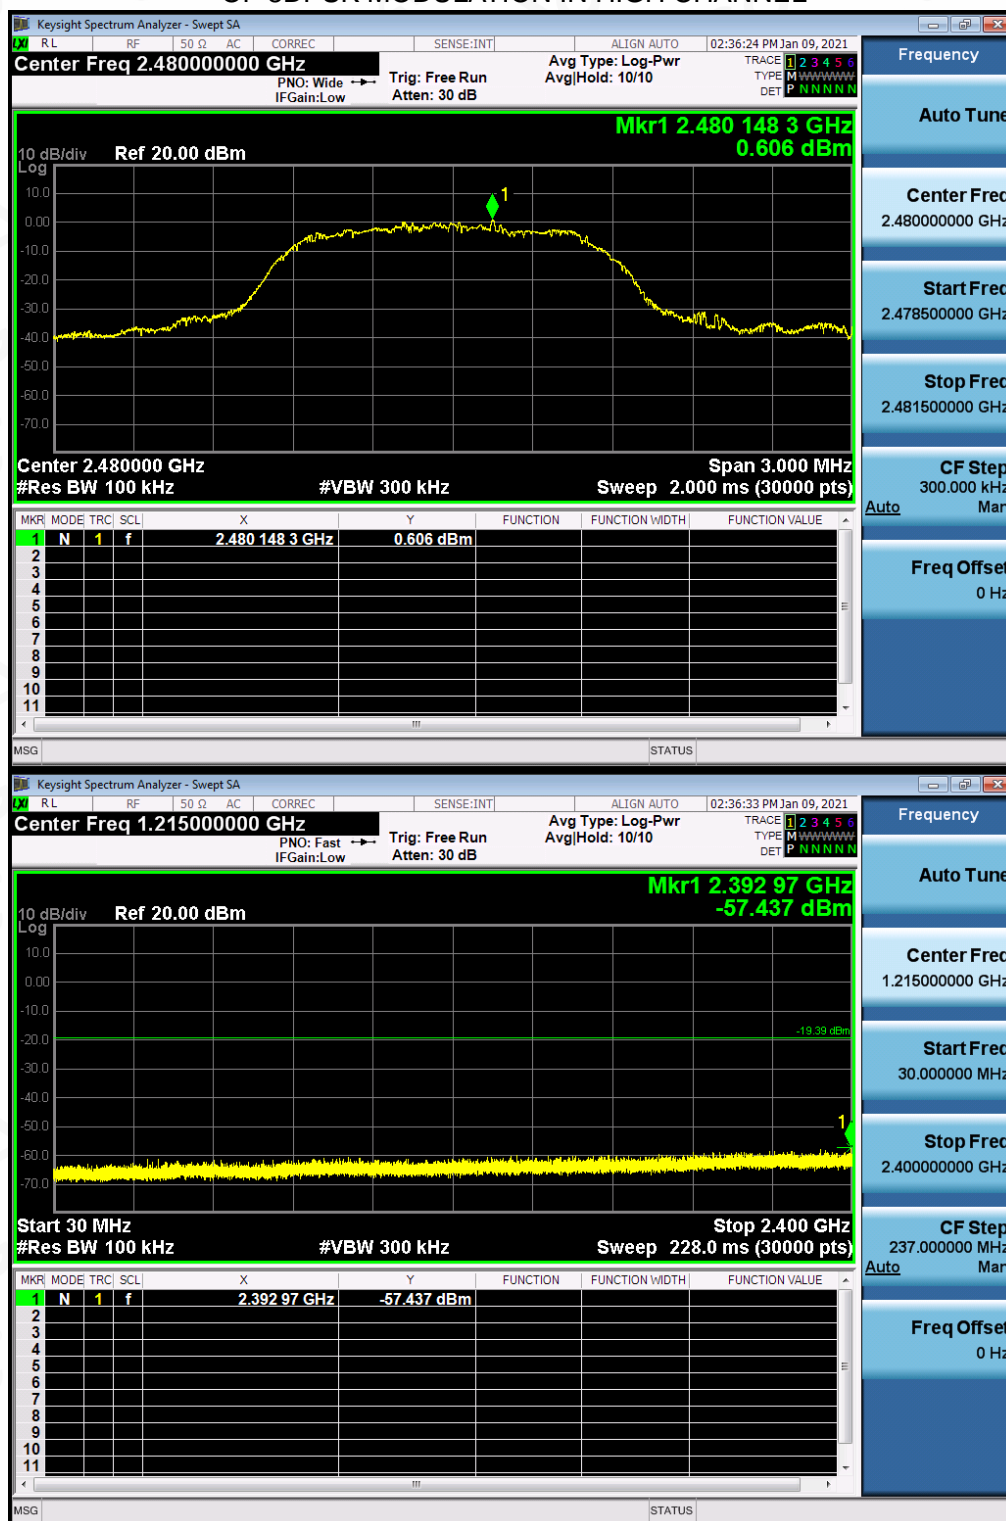 OF 8DPSK MODULATION IN HIGH CHANNEL
Keysight Spectrum Analyzer - Swept SA
LXI RL RF 50 Ω AC CORREC SENSE:INT ALIGN AUTO 02:36:24 PM Jan 09, 2021
Center Freq 2.480000000 GHz
PNO: Wide
IFGain:Low
Trig: Free Run
Atten: 30 dB
Avg Type: Log-Pwr
Avg|Hold: 10/10
TRACE 1 2 3 4 5 6
TYPE M WWWWW
DET P N N N N N
Mkr1 2.480 148 3 GHz
0.606 dBm
10 dB/div Ref 20.00 dBm
Log
10.0
0.00
-10.0
-20.0
-30.0
-40.0
-50.0
-60.0
-70.0
1
Center 2.480000 GHz Span 3.000 MHz
#Res BW 100 kHz #VBW 300 kHz Sweep 2.000 ms (30000 pts)
MKR MODE TRC SCL X Y FUNCTION FUNCTION WIDTH FUNCTION VALUE
1 N 1 f 2.480 148 3 GHz 0.606 dBm
2
3
4
5
6
7
8
9
10
11
MSG STATUS
Frequency
Auto Tune
Center Freq
2.480000000 GHz
Start Freq
2.478500000 GHz
Stop Freq
2.481500000 GHz
CF Step
300.000 kHz
Auto Man
Freq Offset
0 Hz
Keysight Spectrum Analyzer - Swept SA
LXI RL RF 50 Ω AC CORREC SENSE:INT ALIGN AUTO 02:36:33 PM Jan 09, 2021
Center Freq 1.215000000 GHz
PNO: Fast
IFGain:Low
Trig: Free Run
Atten: 30 dB
Avg Type: Log-Pwr
Avg|Hold: 10/10
TRACE 1 2 3 4 5 6
TYPE M WWWWW
DET P N N N N N
Mkr1 2.392 97 GHz
-57.437 dBm
10 dB/div Ref 20.00 dBm
Log
10.0
0.00
-10.0
-20.0
-30.0
-40.0
-50.0
-60.0
-70.0
-19.39 dBm
1
Start 30 MHz Stop 2.400 GHz
#Res BW 100 kHz #VBW 300 kHz Sweep 228.0 ms (30000 pts)
MKR MODE TRC SCL X Y FUNCTION FUNCTION WIDTH FUNCTION VALUE
1 N 1 f 2.392 97 GHz -57.437 dBm
2
3
4
5
6
7
8
9
10
11
MSG STATUS
Frequency
Auto Tune
Center Freq
1.215000000 GHz
Start Freq
30.000000 MHz
Stop Freq
2.400000000 GHz
CF Step
237.000000 MHz
Auto Man
Freq Offset
0 Hz